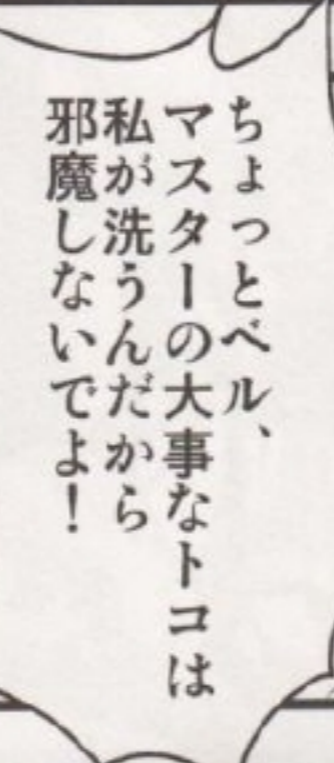 ちょっとベル、
マスターの大事なトコは
私が洗うんだから
邪魔しないでよ！